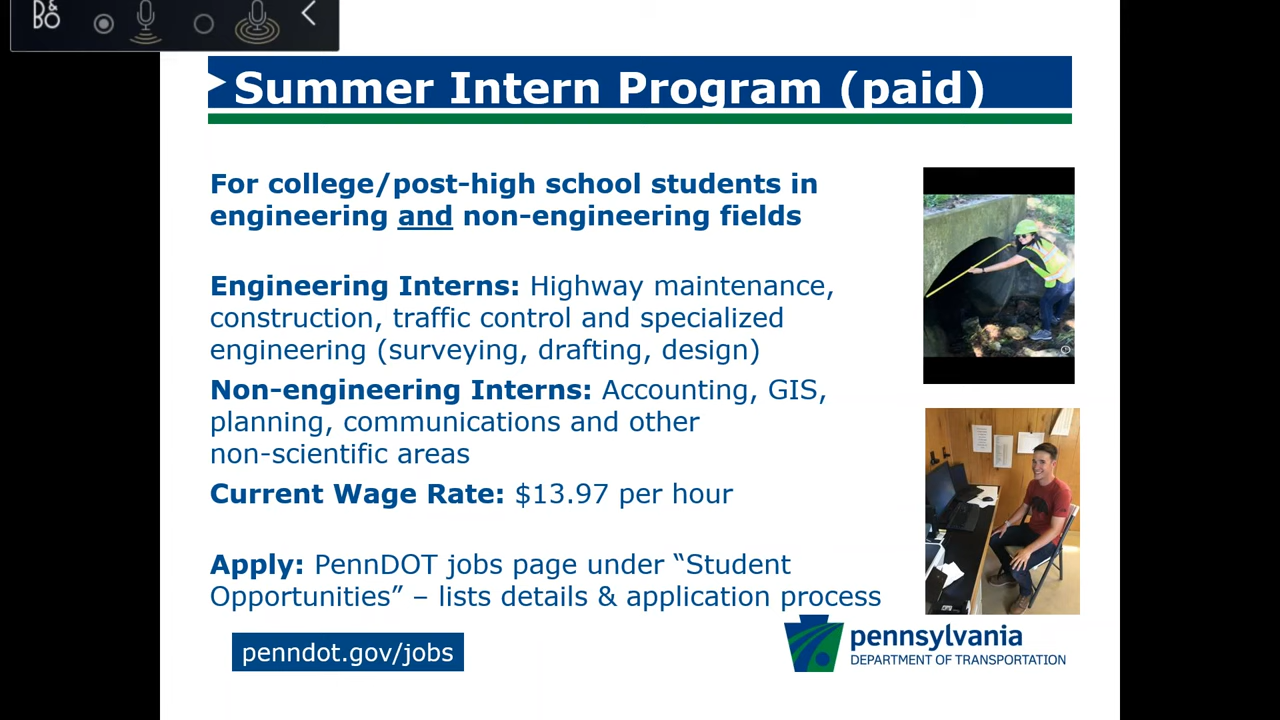 B&
BO
Summer Intern Program (paid)
For college/post-high school students in
engineering and non-engineering fields
Engineering Interns: Highway maintenance,
construction, traffic control and specialized
engineering (surveying, drafting, design)
Non-engineering Interns: Accounting, GIS,
planning, communications and other
non-scientific areas
Current Wage Rate: $13.97 per hour
Apply: PennDOT jobs page under “Student
Opportunities” – lists details & application process
penndot.gov/jobs
pennsylvania
DEPARTMENT OF TRANSPORTATION